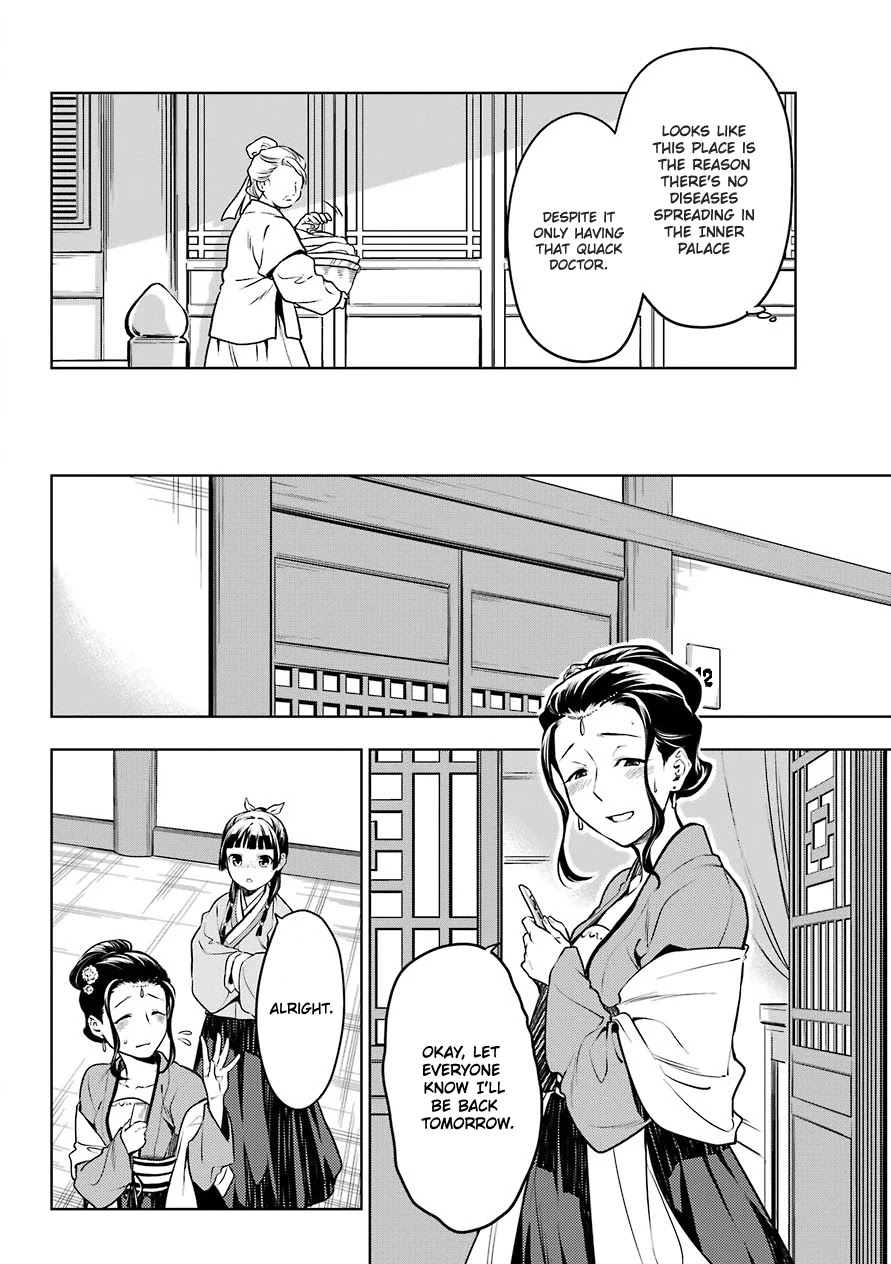 LOOKS LIKE
THIS PLACE IS
THE REASON
THERE'S NO
DISEASES
SPREADING IN
THE INNER
PALACE
DESPITE IT
ONLY HAVING
THAT QUACK
DOCTOR.
12
OKAY, LET
EVERYONE
KNOW I'LL
BE BACK
TOMORROW.
ALRIGHT.